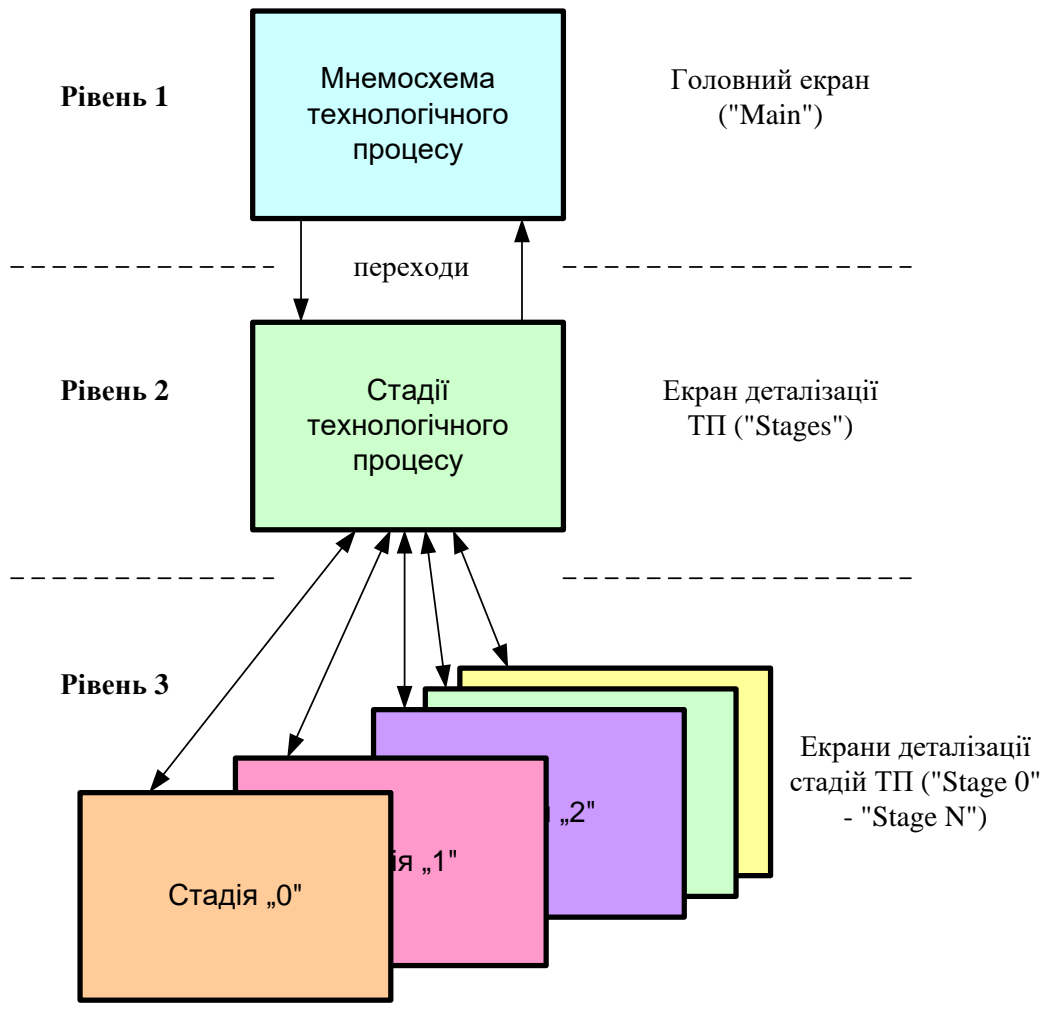 Рівень 1
Мнемосхема
технологічного
процесу
Головний екран
("Main")
переходи
Рівень 2
Стадії
технологічного
процесу
Екран деталізації
ТП ("Stages")
Рівень 3
Екрани деталізації
стадій ТП ("Stage 0"
- "Stage N")
„2"
ія „1"
Стадія „0"